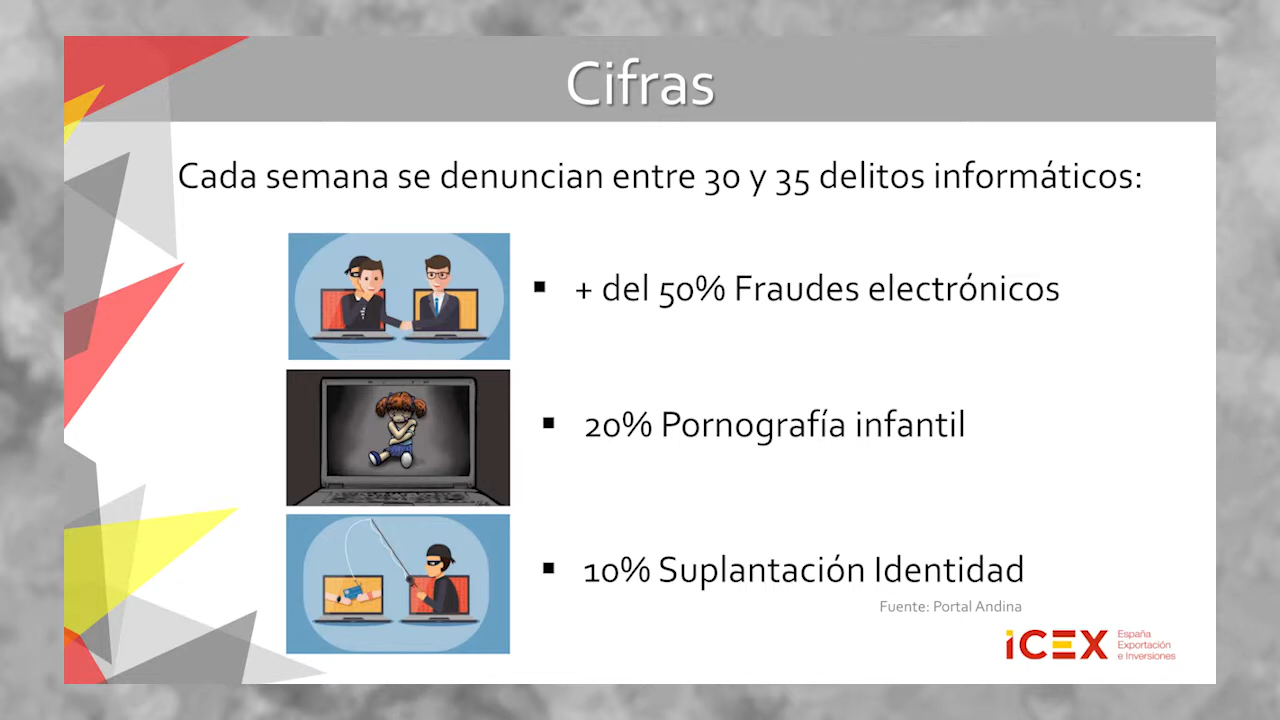 Cifras
Cada semana se denuncian entre 30 y 35 delitos informáticos:
▪ + del 50% Fraudes electrónicos
▪ 20% Pornografía infantil
▪ 10% Suplantación Identidad
Fuente: Portal Andina
iCEX España
Exportación
e Inversiones